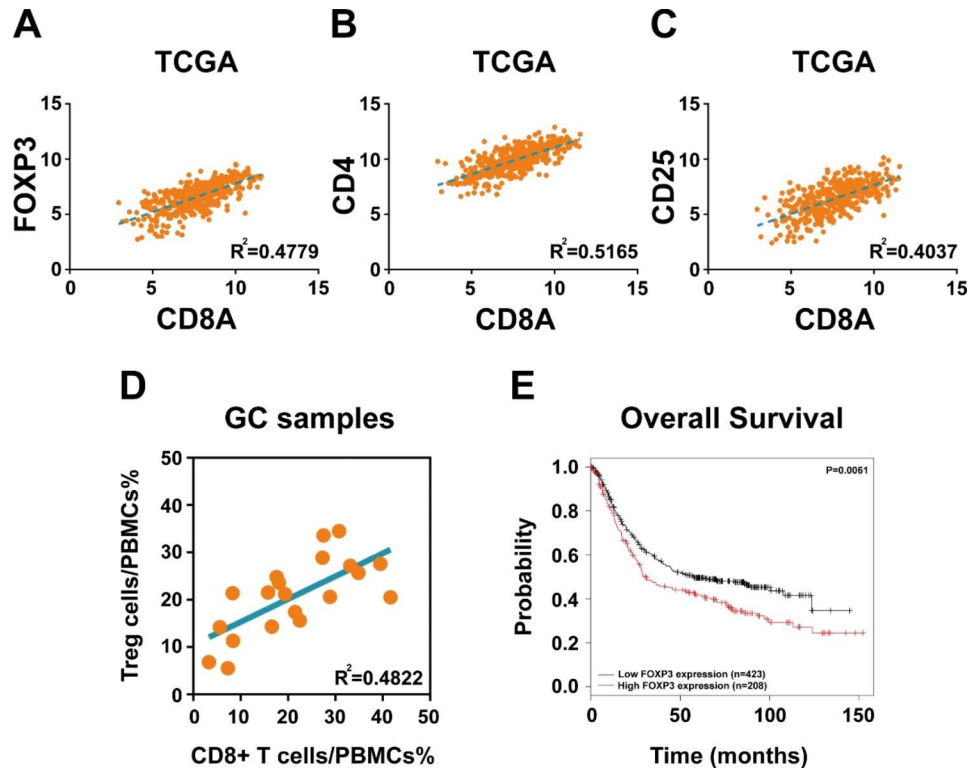 A
TCGA
FOXP3
15
10
5
0
0
5
10
15
R²=0.4779
CD8A
B
TCGA
CD4
15
10
5
0
0
5
10
15
R²=0.5165
CD8A
C
TCGA
CD25
15
10
5
0
0
5
10
15
R²=0.4037
CD8A
D
GC samples
Treg cells/PBMCs%
50
40
30
20
10
0
0
10
20
30
40
50
R²=0.4822
CD8+ T cells/PBMCs%
E
Overall Survival
P=0.0061
Probability
1.0
0.8
0.6
0.4
0.2
0.0
Low FOXP3 expression (n=423)
High FOXP3 expression (n=208)
0
50
100
150
Time (months)